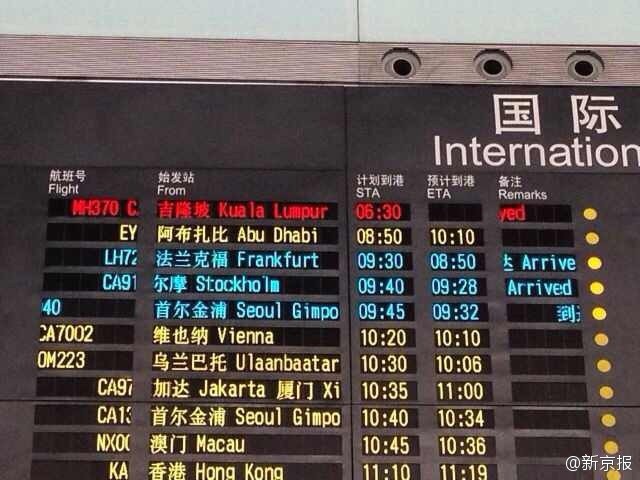 国际
International
航班号 始发站 计划到港 预计到港 备注
Flight From STA ETA Remarks
MH370 C 吉隆坡 Kuala Lumpur 06:30 yed
EY 阿布扎比 Abu Dhabi 08:50 10:10
LH72 法兰克福 Frankfurt 09:30 08:50 达 Arrive
CA91 尔摩 Stockholm 09:40 09:28 Arrived
40 首尔金浦 Seoul Gimpo 09:45 09:32 到
CA7002 维也纳 Vienna 10:20 10:10
OM223 乌兰巴托 Ulaanbaatar 10:30 10:06
CA97 加达 Jakarta 厦门 Xi 10:35 11:00
CA13 首尔金浦 Seoul Gimpo 10:40 10:34
NX00 澳门 Macau 10:45 10:36
KA 香港 Hong Kong 11:10 11:19
@新京报